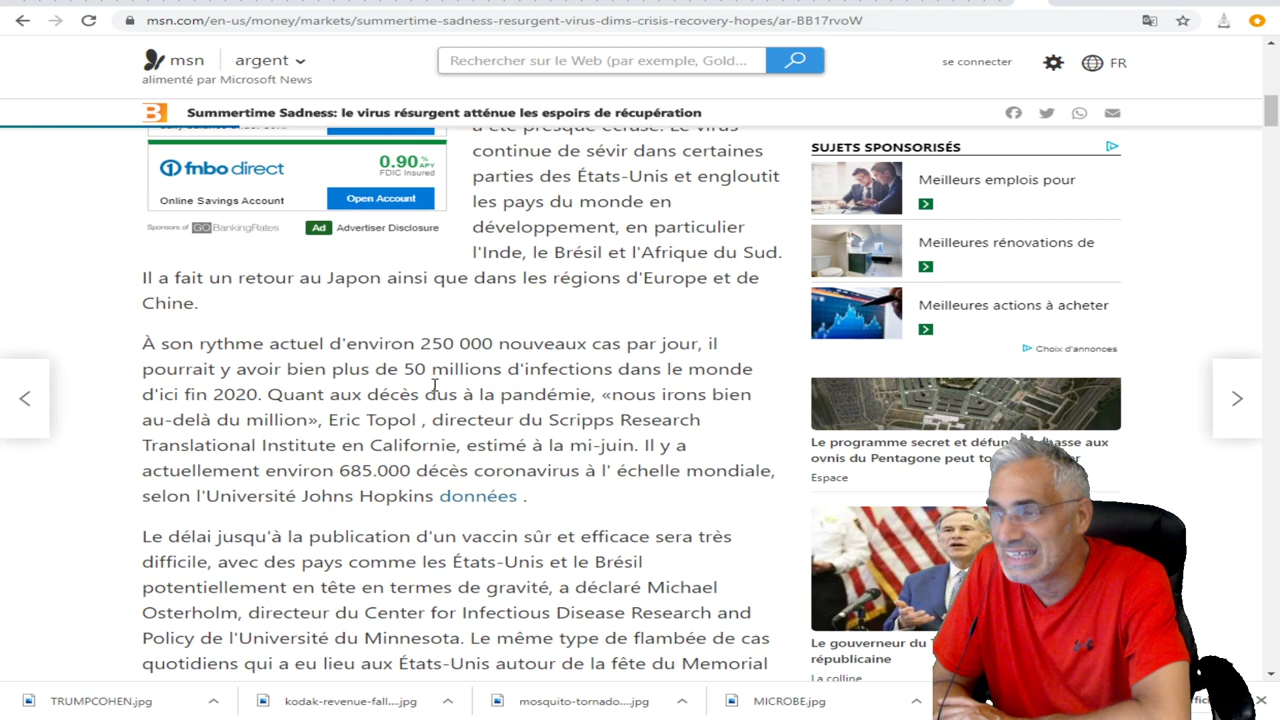 msn.com/en-us/money/markets/summertime-sadness-resurgent-virus-dims-crisis-recovery-hopes/ar-BB17rvoW
msn argent
alimenté par Microsoft News
Rechercher sur le Web (par exemple, Gold...
se connecter
FR
Summertime Sadness: le virus résurgent atténue les espoirs de récupération
fnbo direct
0.90 % APY
FDIC Insured
Online Savings Account
Open Account
Sponsors of GOBankingRates
Ad Advertiser Disclosure
a été presque écrasé. Le virus
continue de sévir dans certaines
parties des États-Unis et engloutit
les pays du monde en
développement, en particulier
l'Inde, le Brésil et l'Afrique du Sud.
Il a fait un retour au Japon ainsi que dans les régions d'Europe et de
Chine.
À son rythme actuel d'environ 250 000 nouveaux cas par jour, il
pourrait y avoir bien plus de 50 millions d'infections dans le monde
d'ici fin 2020. Quant aux décès dus à la pandémie, «nous irons bien
au-delà du million», Eric Topol , directeur du Scripps Research
Translational Institute en Californie, estimé à la mi-juin. Il y a
actuellement environ 685.000 décès coronavirus à l' échelle mondiale,
selon l'Université Johns Hopkins données .
Le délai jusqu'à la publication d'un vaccin sûr et efficace sera très
difficile, avec des pays comme les États-Unis et le Brésil
potentiellement en tête en termes de gravité, a déclaré Michael
Osterholm, directeur du Center for Infectious Disease Research and
Policy de l'Université du Minnesota. Le même type de flambée de cas
quotidiens qui a eu lieu aux États-Unis autour de la fête du Memorial
SUJETS SPONSORISÉS
Meilleurs emplois pour
Meilleures rénovations de
Meilleures actions à acheter
Choix d'annonces
Le programme secret et
aux
ovnis du Pentagone peut
Espace
Le gouverneur du
républicaine
La colline
TRUMPCOHEN.jpg
kodak-revenue-fall....jpg
mosquito-tornado...jpg
MICROBE.jpg